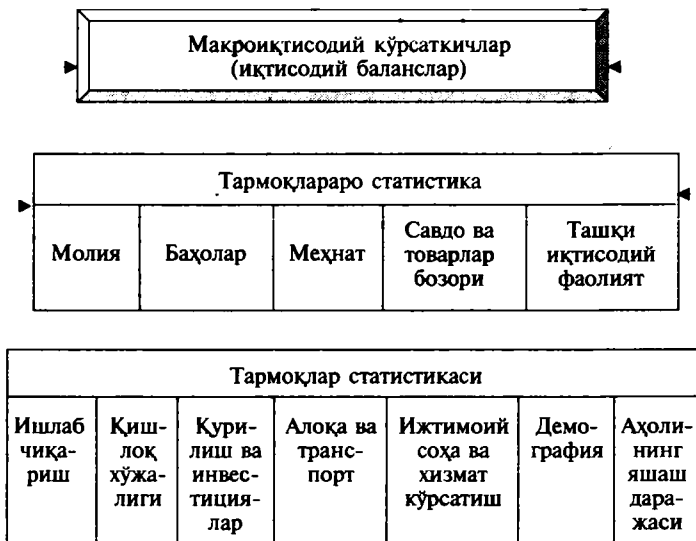 Макроиқтисодий кўрсаткичлар
(иқтисодий баланслар)
Тармоқлараро статистика
Молия
Баҳолар
Меҳнат
Савдо ва
товарлар
бозори
Ташқи
иқтисодий
фаолият
Тармоқлар статистикаси
Ишлаб
чиқа-
риш
Қиш-
лоқ
хўжа-
лиги
Қури-
лиш ва
инвес-
тиция-
лар
Алоқа ва
транс-
порт
Ижтимоий
соҳа ва
хизмат
кўрсатиш
Демо-
графия
Аҳоли-
нинг
яшаш
дара-
жаси